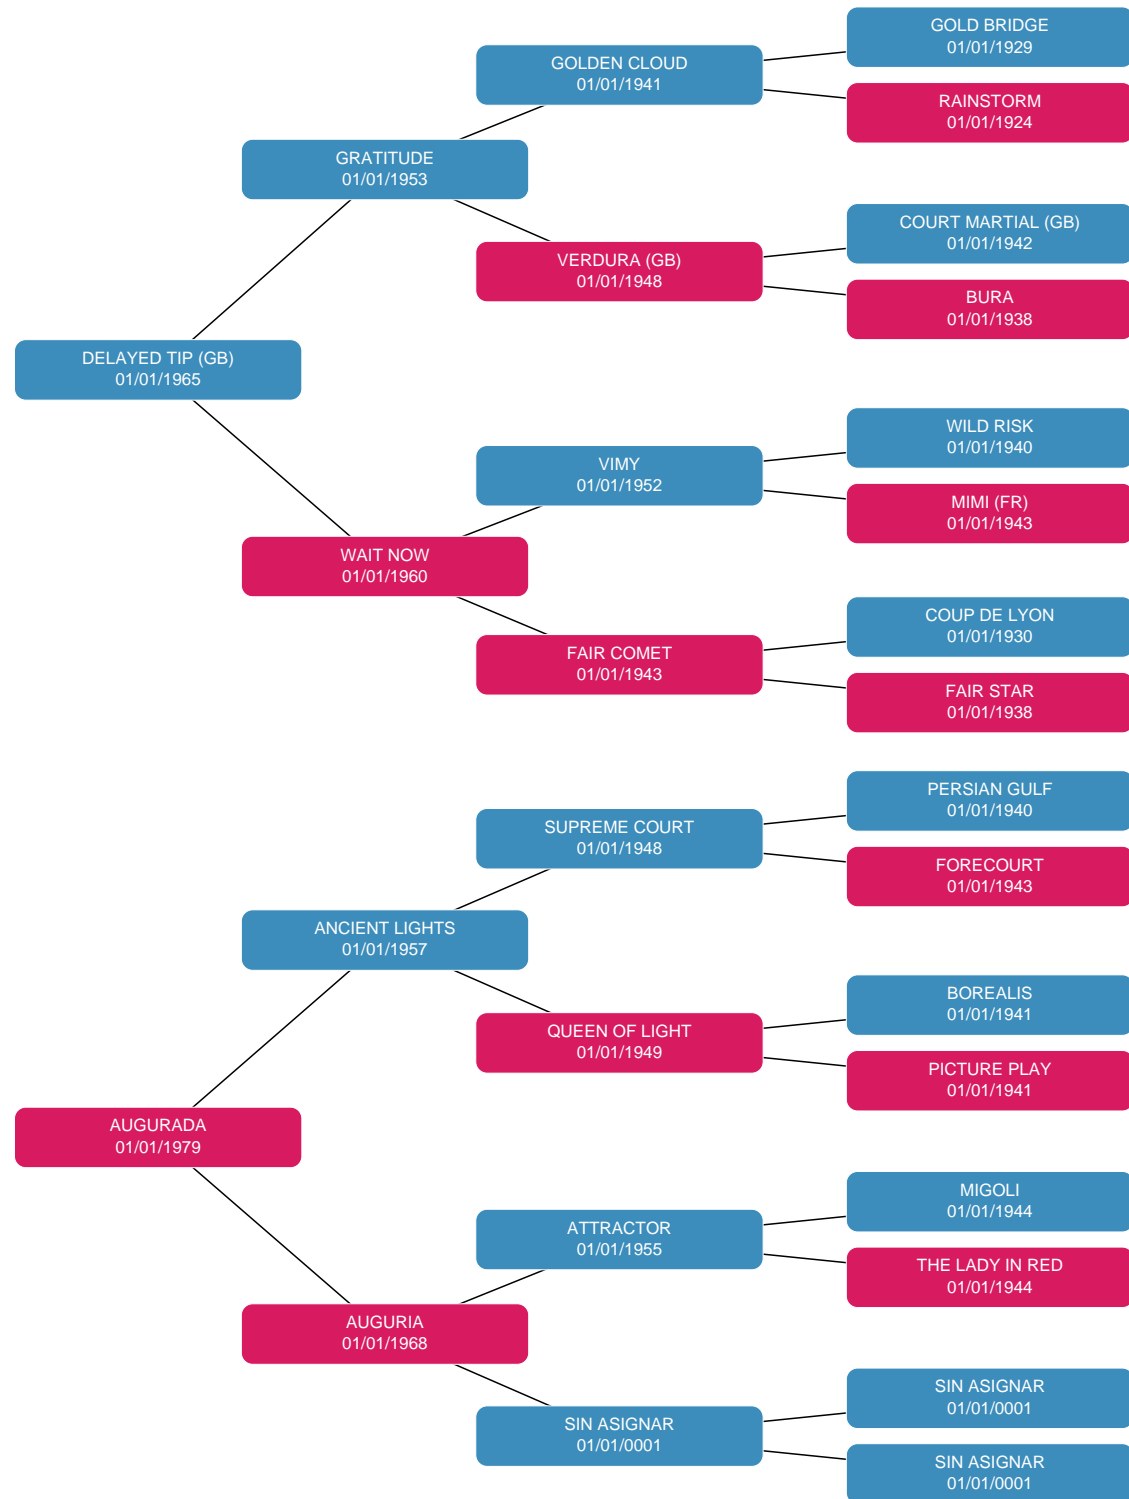 GOLD BRIDGE
01/01/1929
GOLDEN CLOUD
01/01/1941
RAINSTORM
01/01/1924
GRATITUDE
01/01/1953
COURT MARTIAL (GB)
01/01/1942
VERDURA (GB)
01/01/1948
BURA
01/01/1938
DELAYED TIP (GB)
01/01/1965
WILD RISK
01/01/1940
VIMY
01/01/1952
MIMI (FR)
01/01/1943
WAIT NOW
01/01/1960
COUP DE LYON
01/01/1930
FAIR COMET
01/01/1943
FAIR STAR
01/01/1938
PERSIAN GULF
01/01/1940
SUPREME COURT
01/01/1948
FORECOURT
01/01/1943
ANCIENT LIGHTS
01/01/1957
BOREALIS
01/01/1941
QUEEN OF LIGHT
01/01/1949
PICTURE PLAY
01/01/1941
AUGURADA
01/01/1979
MIGOLI
01/01/1944
ATTRACTOR
01/01/1955
THE LADY IN RED
01/01/1944
AUGURIA
01/01/1968
SIN ASIGNAR
01/01/0001
SIN ASIGNAR
01/01/0001
SIN ASIGNAR
01/01/0001